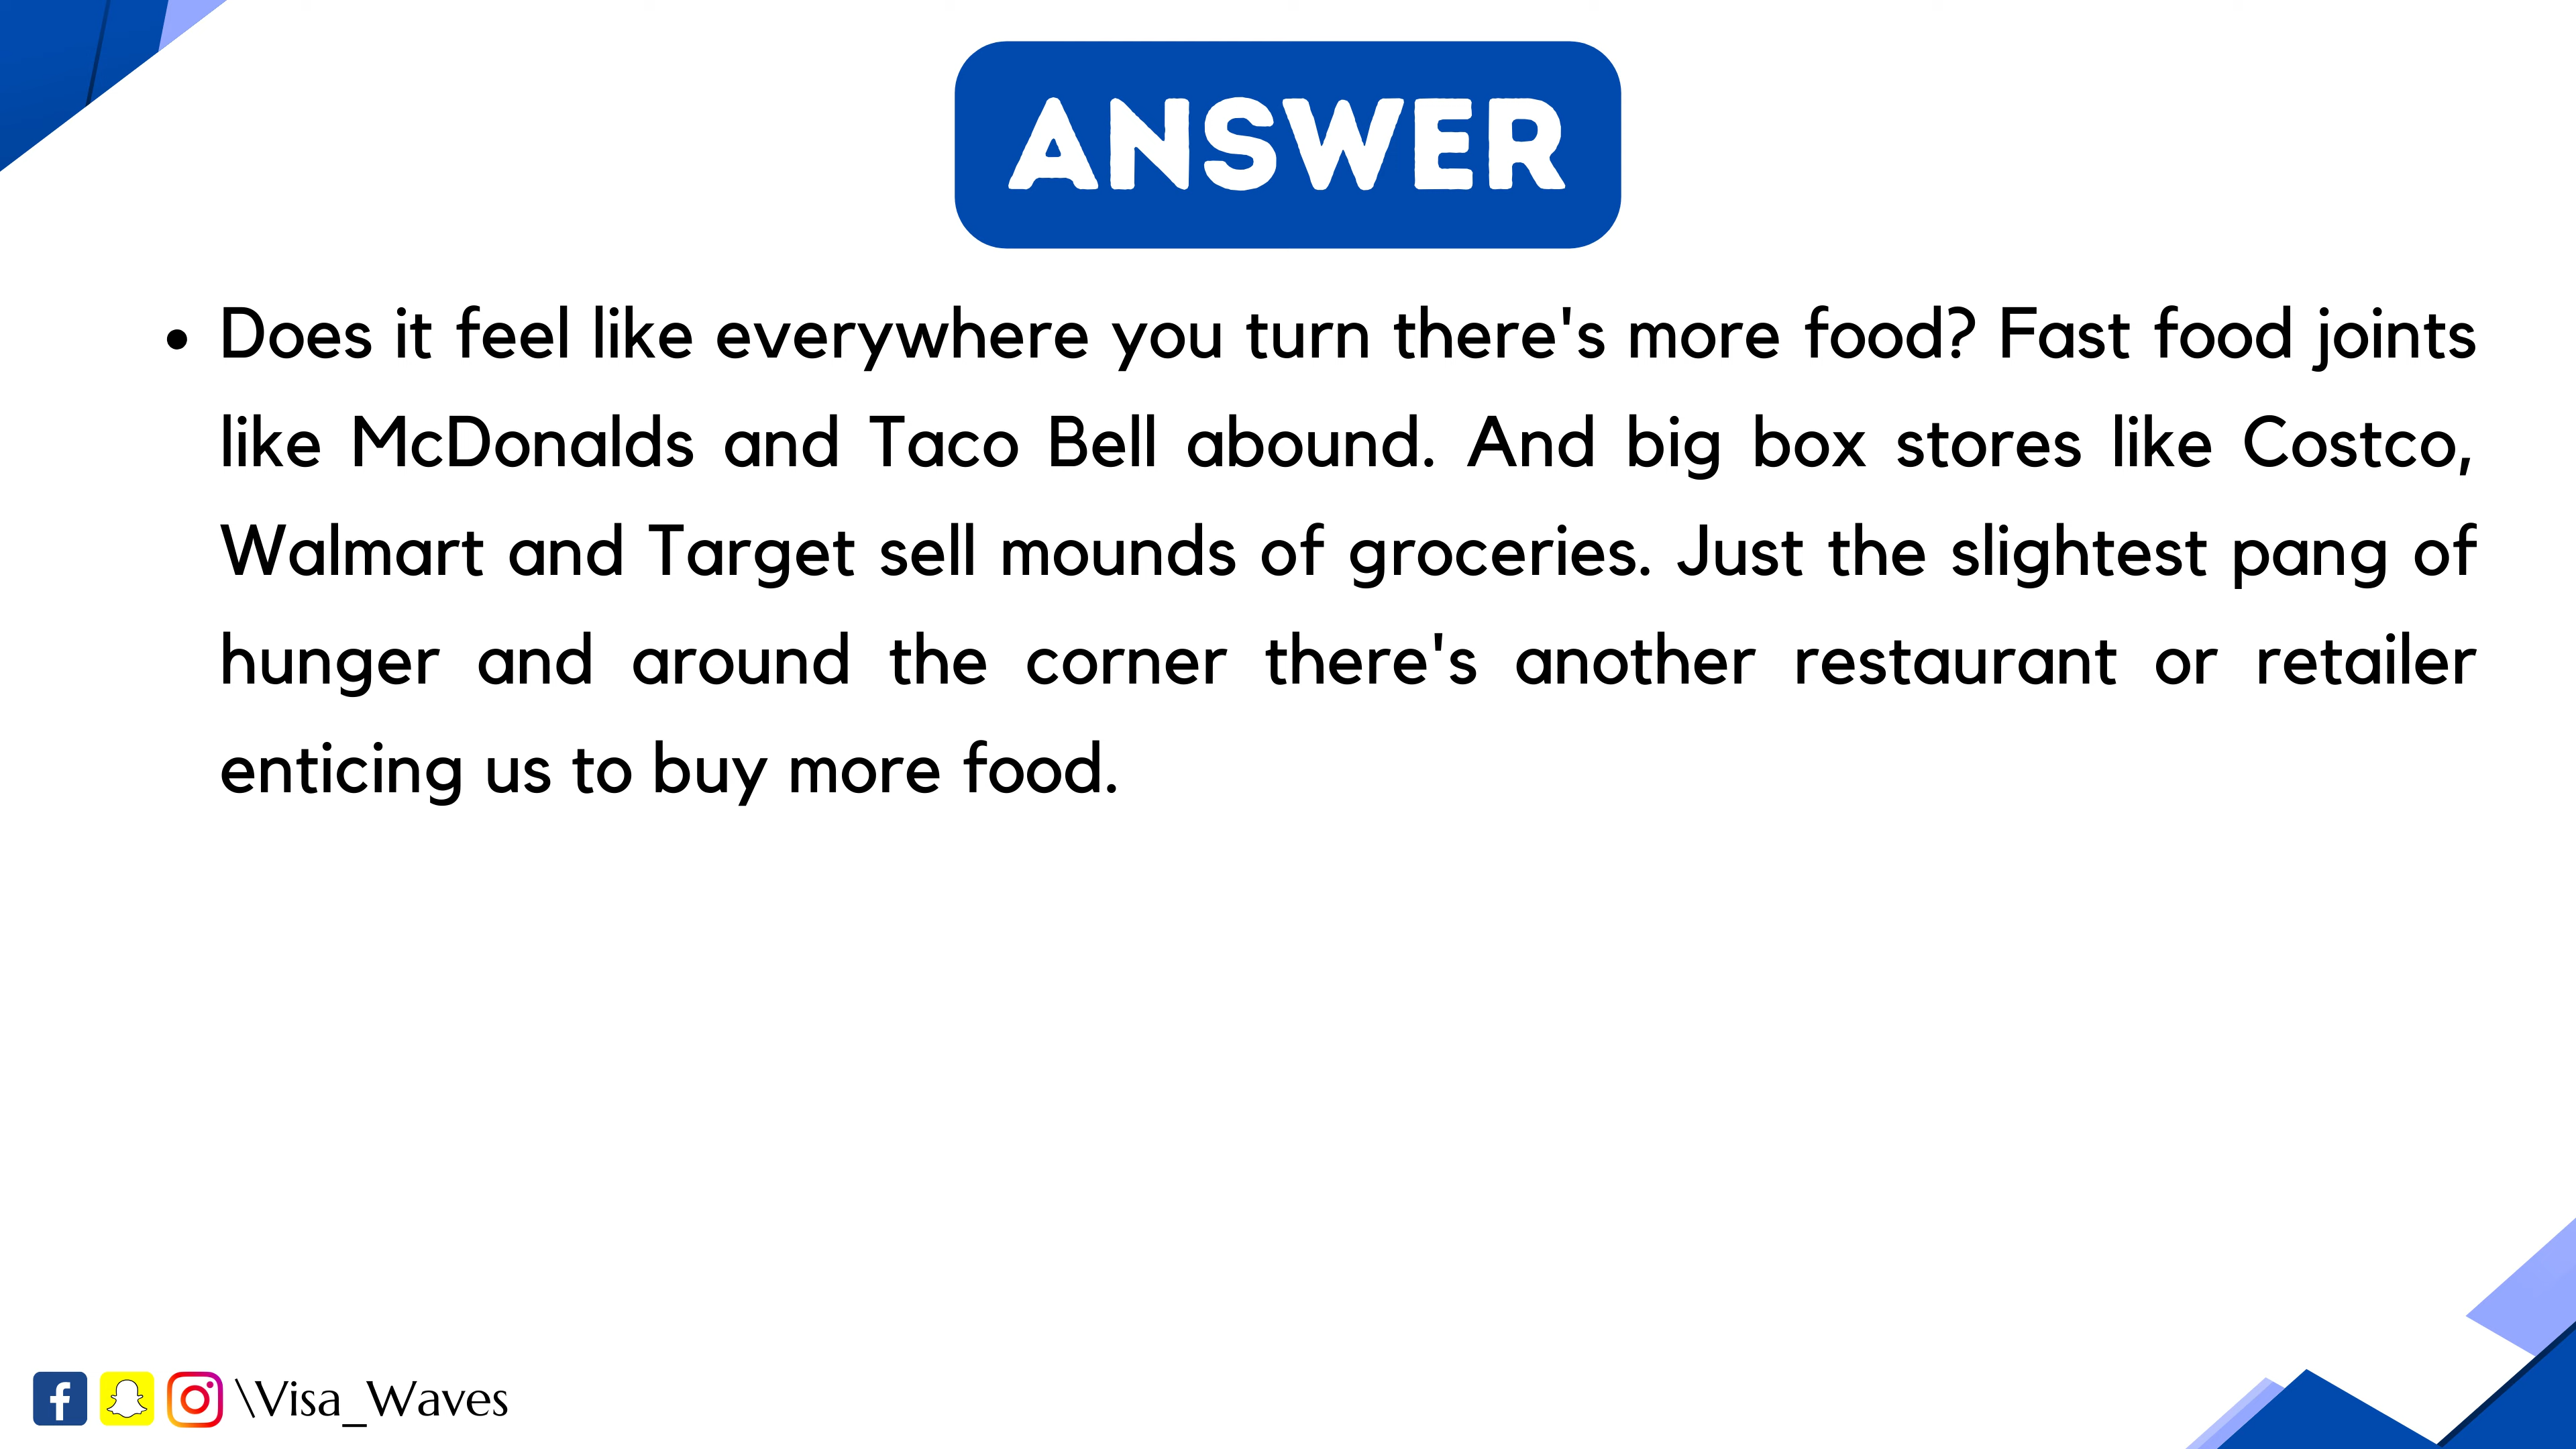 ANSWER
• Does it feel like everywhere you turn there's more food? Fast food joints
like McDonalds and Taco Bell abound. And big box stores like Costco,
Walmart and Target sell mounds of groceries. Just the slightest pang of
hunger and around the corner there's another restaurant or retailer
enticing us to buy more food.
\Visa_Waves